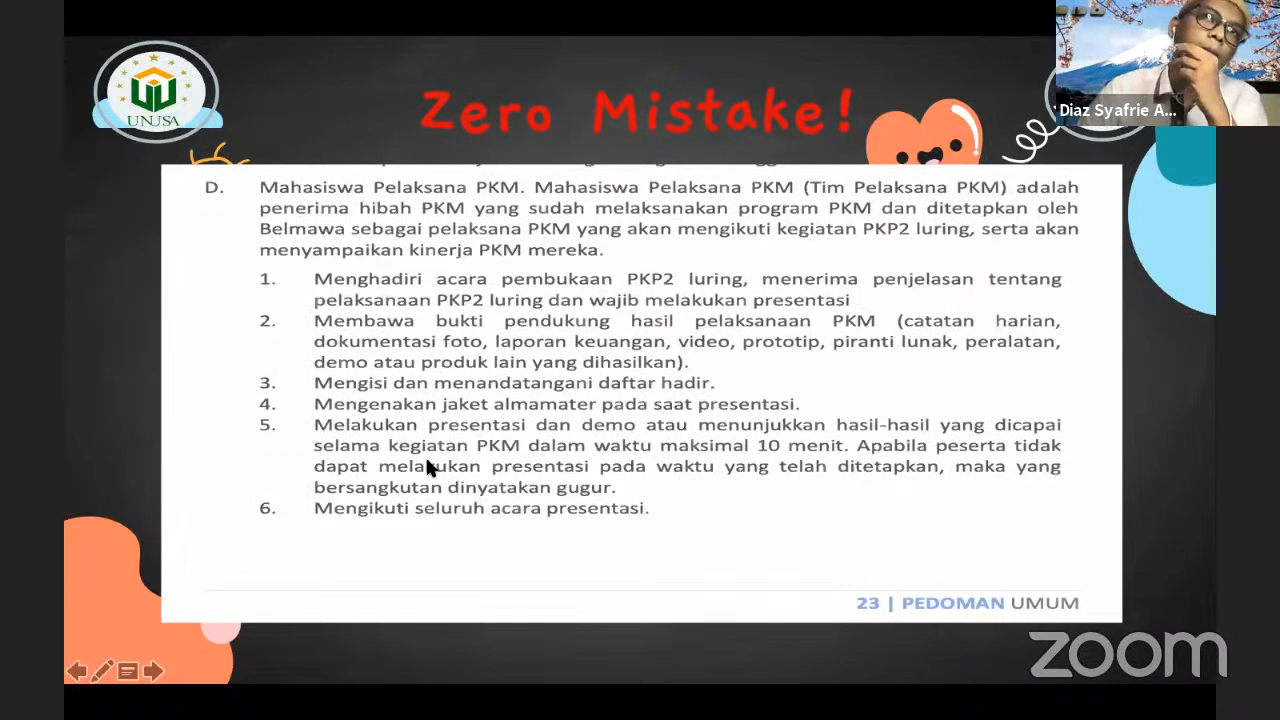 UNUSA
Zero Mistake!
Diaz Syafrie A...
D. Mahasiswa Pelaksana PKM. Mahasiswa Pelaksana PKM (Tim Pelaksana PKM) adalah
penerima hibah PKM yang sudah melaksanakan program PKM dan ditetapkan oleh
Belmawa sebagai pelaksana PKM yang akan mengikuti kegiatan PKP2 luring, serta akan
menyampaikan kinerja PKM mereka.
1. Menghadiri acara pembukaan PKP2 luring, menerima penjelasan tentang
pelaksanaan PKP2 luring dan wajib melakukan presentasi
2. Membawa bukti pendukung hasil pelaksanaan PKM (catatan harian,
dokumentasi foto, laporan keuangan, video, prototip, piranti lunak, peralatan,
demo atau produk lain yang dihasilkan).
3. Mengisi dan menandatangani daftar hadir.
4. Mengenakan jaket almamater pada saat presentasi.
5. Melakukan presentasi dan demo atau menunjukkan hasil-hasil yang dicapai
selama kegiatan PKM dalam waktu maksimal 10 menit. Apabila peserta tidak
dapat melakukan presentasi pada waktu yang telah ditetapkan, maka yang
bersangkutan dinyatakan gugur.
6. Mengikuti seluruh acara presentasi.
23 | PEDOMAN UMUM
zoom